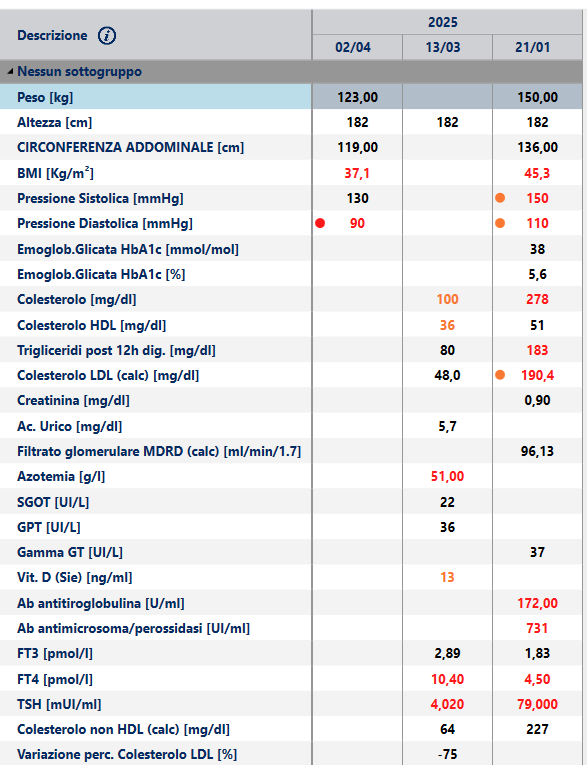 Descrizione i 2025
02/04 13/03 21/01
Nessun sottogruppo
Peso [kg] 123,00 150,00
Altezza [cm] 182 182 182
CIRCONFERENZA ADDOMINALE [cm] 119,00 136,00
BMI [Kg/m²] 37,1 45,3
Pressione Sistolica [mmHg] 130 150
Pressione Diastolica [mmHg] 90 110
Emoglob.Glicata HbA1c [mmol/mol] 38
Emoglob.Glicata HbA1c [%] 5,6
Colesterolo [mg/dl] 100 278
Colesterolo HDL [mg/dl] 36 51
Trigliceridi post 12h dig. [mg/dl] 80 183
Colesterolo LDL (calc) [mg/dl] 48,0 190,4
Creatinina [mg/dl] 0,90
Ac. Urico [mg/dl] 5,7
Filtrato glomerulare MDRD (calc) [ml/min/1.7] 96,13
Azotemia [g/l] 51,00
SGOT [UI/L] 22
GPT [UI/L] 36
Gamma GT [UI/L] 37
Vit. D (Sie) [ng/ml] 13
Ab antitiroglobulina [U/ml] 172,00
Ab antimicrosoma/perossidasi [UI/ml] 731
FT3 [pmol/l] 2,89 1,83
FT4 [pmol/l] 10,40 4,50
TSH [mUI/ml] 4,020 79,000
Colesterolo non HDL (calc) [mg/dl] 64 227
Variazione perc. Colesterolo LDL [%] -75